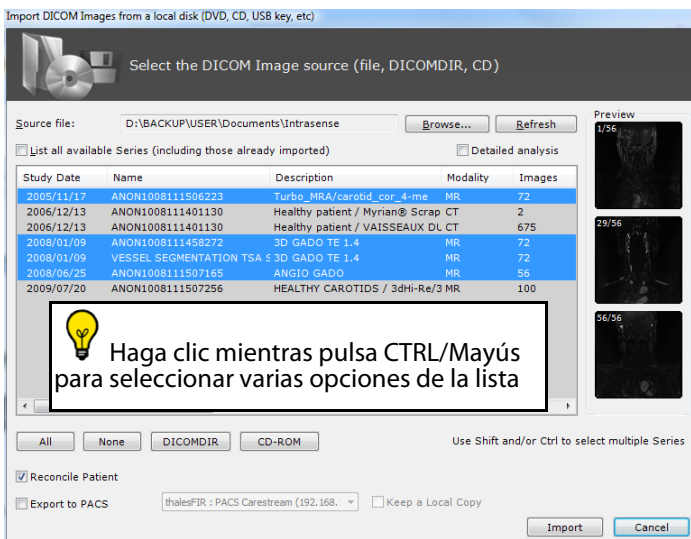 Import DICOM Images from a local disk (DVD, CD, USB key, etc)
Select the DICOM Image source (file, DICOMDIR, CD)
Source file: D:\BACKUP\USER\Documents\Intrasense Browse... Refresh
List all available Series (including those already imported) Detailed analysis
Preview
1/56
29/56
56/56
Study Date Name Description Modality Images
2005/11/17 ANON1008111506223 Turbo_MRA/carotid_cor_4-me MR 72
2006/12/13 ANON1008111401130 Healthy patient / Myrian® Scrap CT 2
2006/12/13 ANON1008111401130 Healthy patient / VAISSEAUX DU CT 675
2008/01/09 ANON1008111458272 3D GADO TE 1.4 MR 72
2008/01/09 VESSEL SEGMENTATION TSA S 3D GADO TE 1.4 MR 72
2008/06/25 ANON1008111507165 ANGIO GADO MR 56
2009/07/20 ANON1008111507256 HEALTHY CAROTIDS / 3dHi-Re/3 MR 100
Haga clic mientras pulsa CTRL/Mayús
para seleccionar varias opciones de la lista
All None DICOMDIR CD-ROM Use Shift and/or Ctrl to select multiple Series
Reconcile Patient
Export to PACS thalesFIR : PACS Carestream (192.168. Keep a Local Copy
Import Cancel